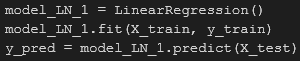 model_LN_1 = LinearRegression()
model_LN_1.fit(X_train, y_train)
y_pred = model_LN_1.predict(X_test)